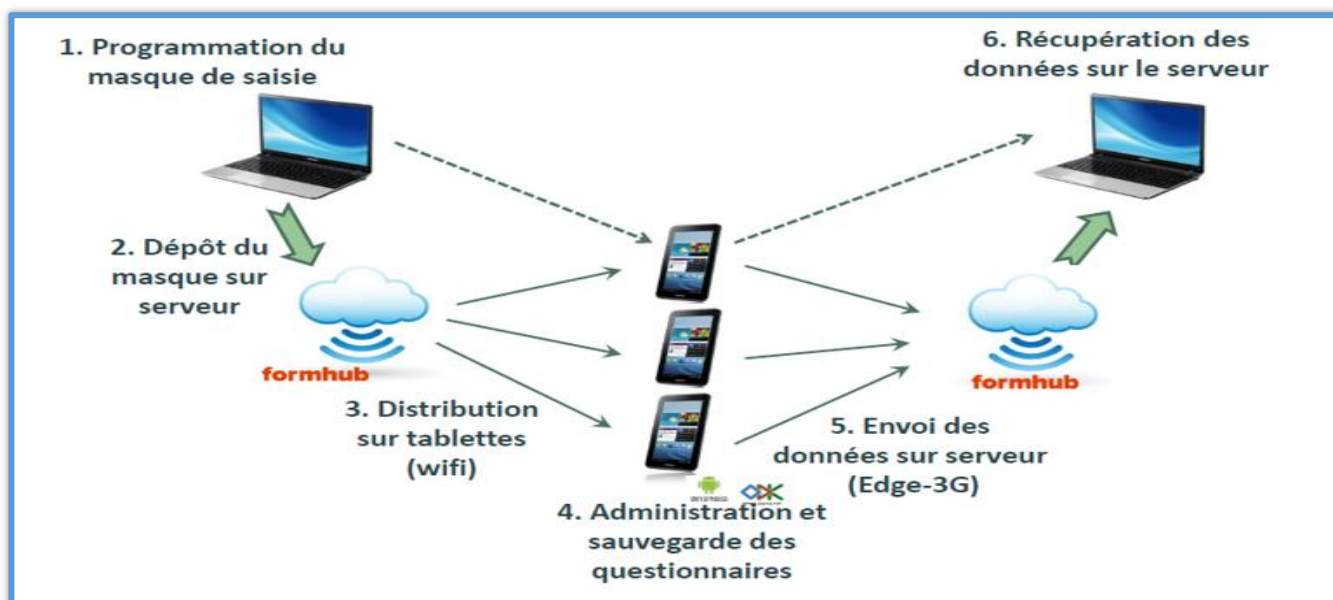 1. Programmation du
masque de saisie
6. Récupération des
données sur le serveur
2. Dépôt du
masque sur
serveur
formhub
formhub
3. Distribution
sur tablettes
(wifi)
5. Envoi des
données sur serveur
(Edge-3G)
4. Administration et
sauvegarde des
questionnaires